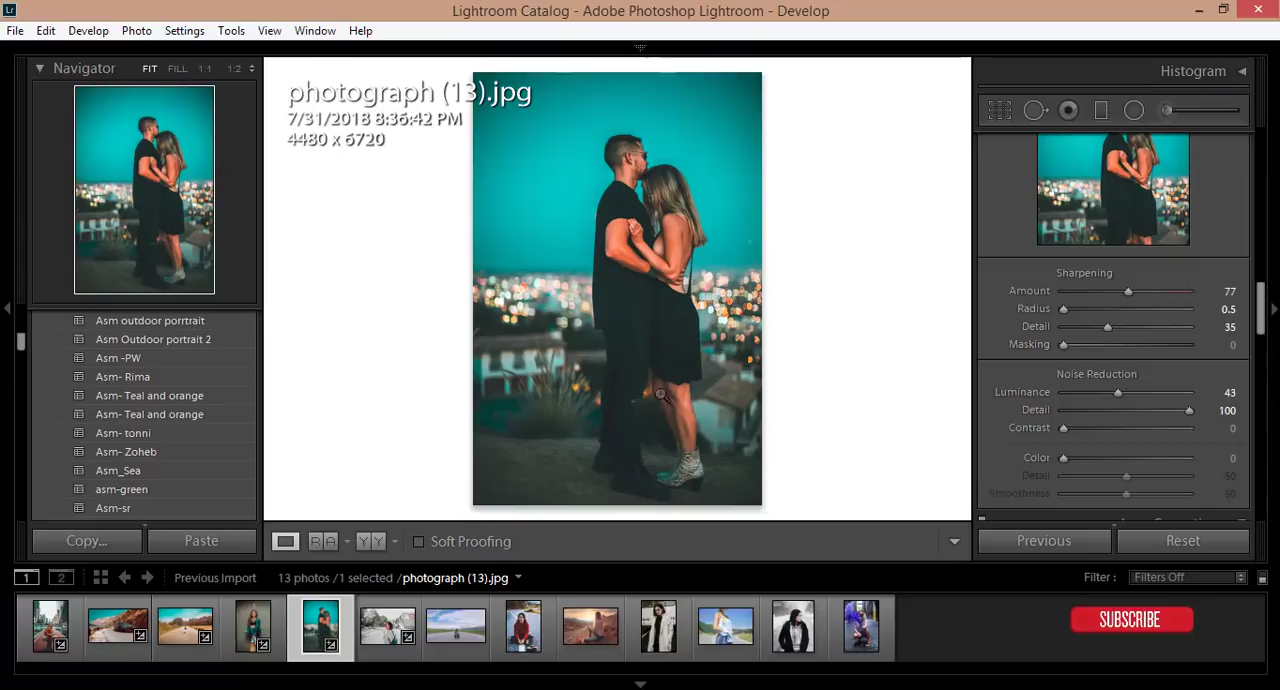 Lr
Lightroom Catalog - Adobe Photoshop Lightroom - Develop
File Edit Develop Photo Settings Tools View Window Help
Navigator FIT FILL 1:1 1:2
Asm outdoor porrtrait
Asm Outdoor portrait 2
Asm -PW
Asm- Rima
Asm- Teal and orange
Asm- Teal and orange
Asm- tonni
Asm- Zoheb
Asm_Sea
asm-green
Asm-sr
Copy... Paste
photograph (13).jpg
7/31/2018 8:36:42 PM
4480 x 6720
Histogram
Sharpening
Amount 77
Radius 0.5
Detail 35
Masking 0
Noise Reduction
Luminance 43
Detail 100
Contrast 0
Color 0
Detail 50
Smoothness 50
Previous Reset
R A Y Y Soft Proofing
1 2 Previous Import 13 photos /1 selected /photograph (13).jpg
Filter : Filters Off
SUBSCRIBE